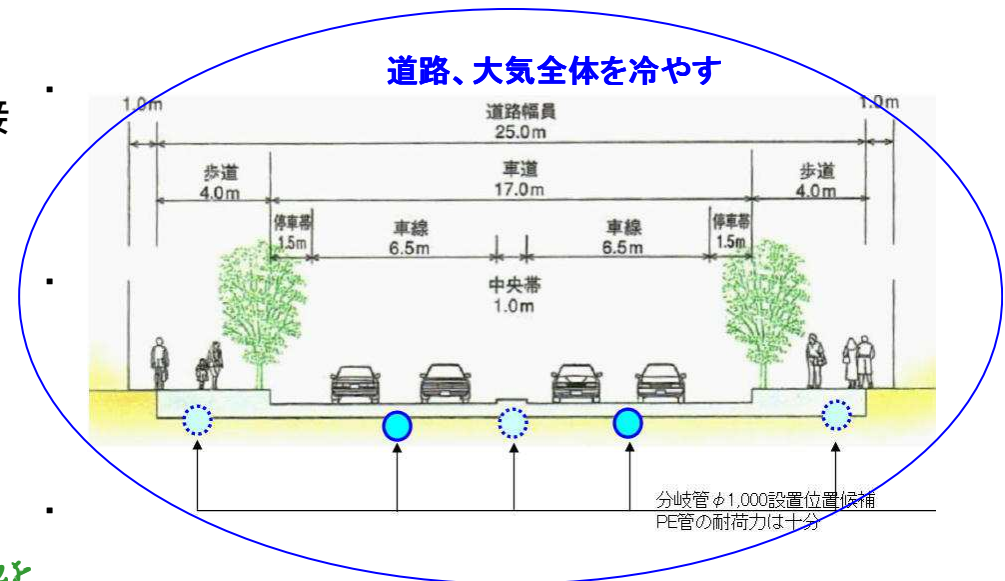 道路、大気全体を冷やす
接
1.0m
1.0m
道路幅員
25.0m
歩道
4.0m
車道
17.0m
歩道
4.0m
停車帯
1.5m
車線
6.5m
車線
6.5m
停車帯
1.5m
中央帯
1.0m
分岐管φ1,000設置位置候補
PE管の耐荷力は十分
を